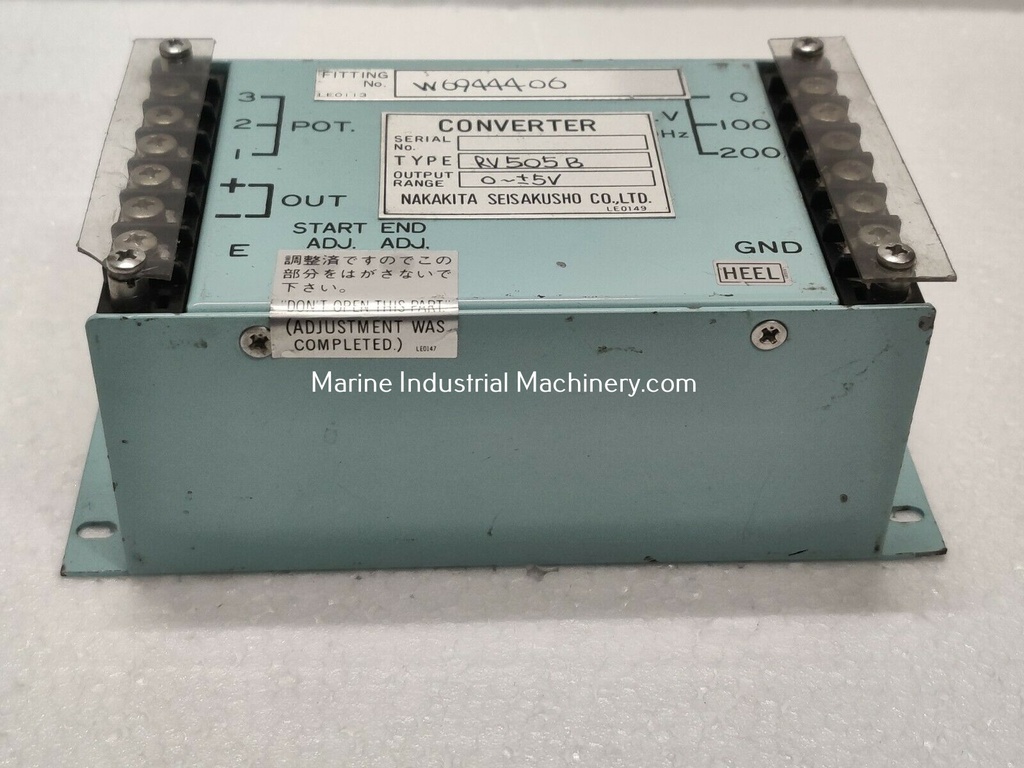 FITTING No. W6944406
LE0113
3
2 POT.
1
+
- OUT
E
START END
ADJ. ADJ.
CONVERTER
SERIAL No.
TYPE RV505B
OUTPUT RANGE 0~±5V
NAKAKITA SEISAKUSHO CO.,LTD.
LE0149
0
V 100
Hz 200
GND
HEEL
調整済ですのでこの
部分をはがさないで
下さい。
"DON'T OPEN THIS PART"
(ADJUSTMENT WAS
COMPLETED.) LE0147
Marine Industrial Machinery.com